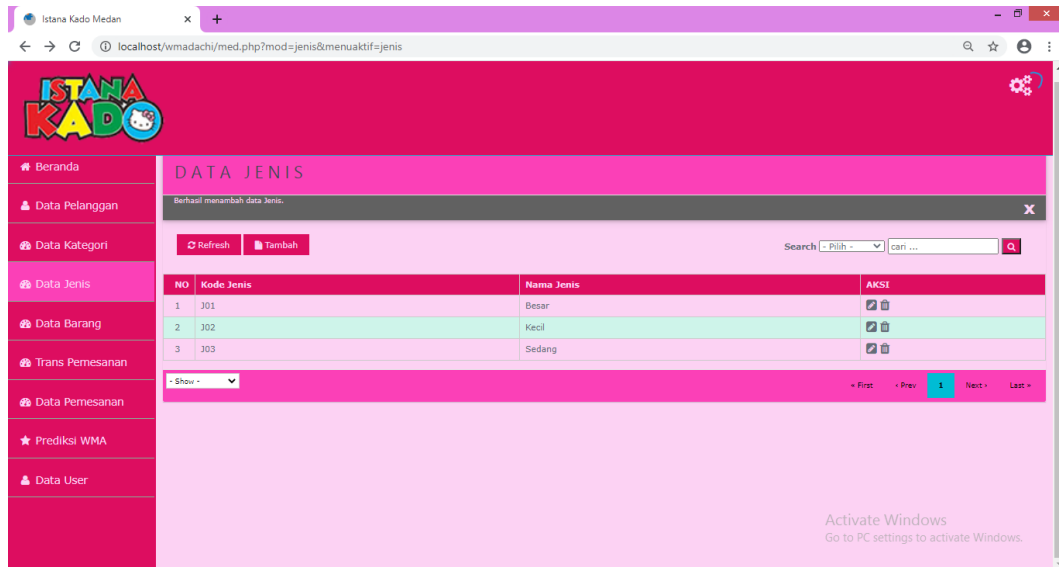 Istana Kado Medan
localhost/wmadachi/med.php?mod=jenis&menuaktif=jenis
ISTANA
KADO
Beranda
Data Pelanggan
Data Kategori
Data Jenis
Data Barang
Trans Pemesanan
Data Pemesanan
Prediksi WMA
Data User
DATA JENIS
Berhasil menambah data Jenis.
X
Refresh Tambah Search - Pilih - cari ...
NO Kode Jenis Nama Jenis AKSI
1 J01 Besar
2 J02 Kecil
3 J03 Sedang
- Show - « First ‹ Prev 1 Next › Last »
Activate Windows
Go to PC settings to activate Windows.